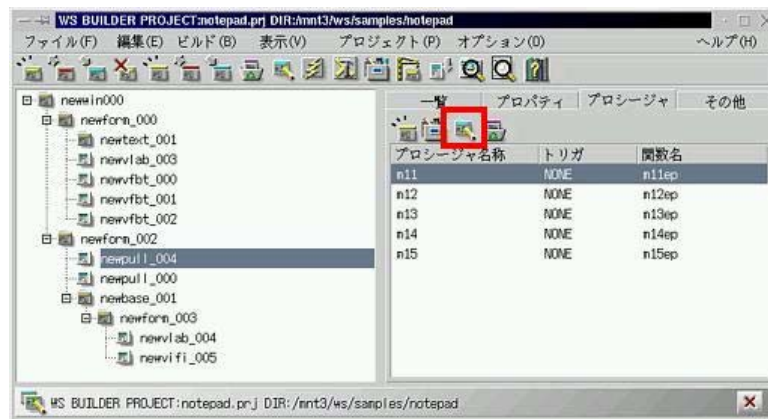 WS BUILDER PROJECT:notepad.prj DIR:/mnt3/ws/samples/notepad
ファイル(F) 編集(E) ビルド(B) 表示(V) プロジェクト(P) オプション(O) ヘルプ(H)
newwin000
newform_000
newtext_001
newvlab_003
newvfbt_000
newvfbt_001
newvfbt_002
newform_002
newpull_004
newpull_000
newbase_001
newform_003
newvlab_004
newvifi_005
一覧 プロパティ プロシージャ その他
プロシージャ名称 トリガ 関数名
m11 NONE m11ep
m12 NONE m12ep
m13 NONE m13ep
m14 NONE m14ep
m15 NONE m15ep
WS BUILDER PROJECT:notepad.prj DIR:/mnt3/ws/samples/notepad